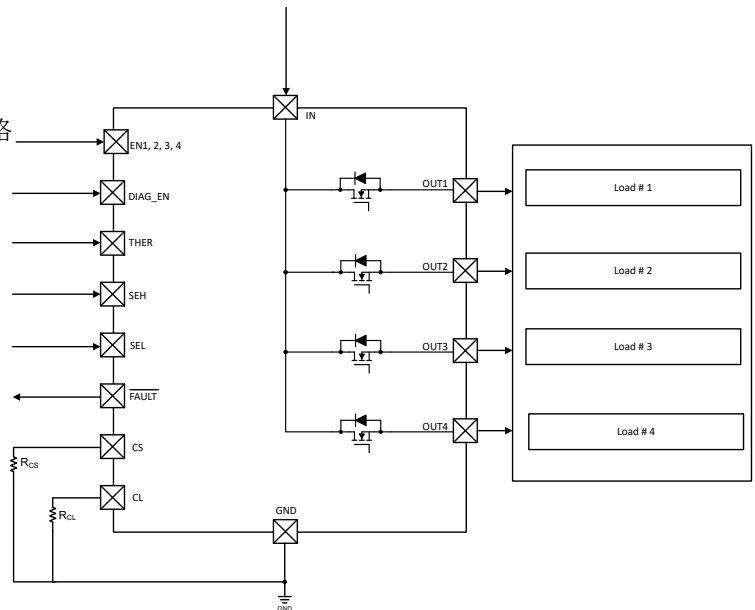 IN
络
EN1, 2, 3, 4
DIAG_EN
THER
SEH
SEL
FAULT
CS
RCS
CL
RCL
OUT1
OUT2
OUT3
OUT4
Load # 1
Load # 2
Load # 3
Load # 4
GND
GND